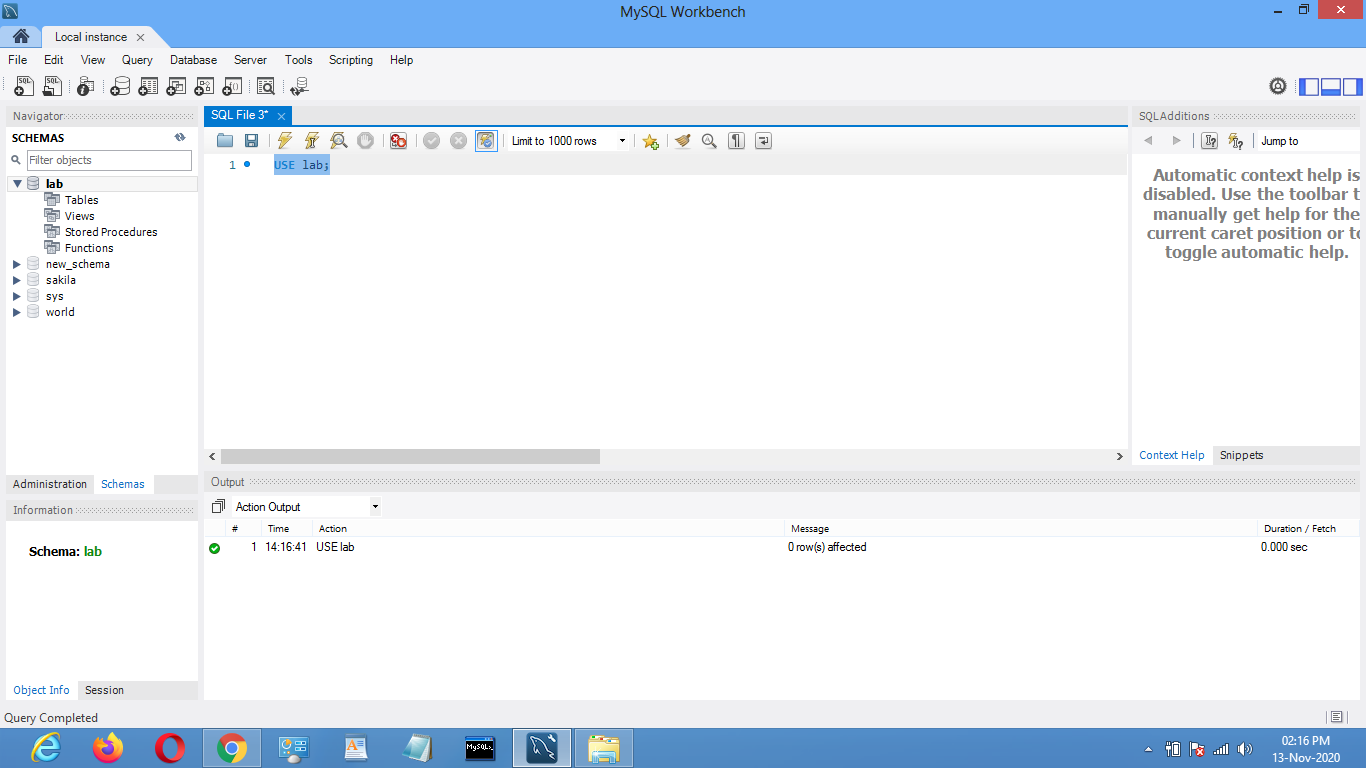 MySQL Workbench
Local instance
File Edit View Query Database Server Tools Scripting Help
Navigator
SCHEMAS
Filter objects
lab
Tables
Views
Stored Procedures
Functions
new_schema
sakila
sys
world
Administration Schemas
Information
Schema: lab
Object Info Session
SQL File 3*
Limit to 1000 rows
1 USE lab;
SQLAdditions
Jump to
Automatic context help is
disabled. Use the toolbar t
manually get help for the
current caret position or to
toggle automatic help.
Context Help Snippets
Output
Action Output
# Time Action Message Duration / Fetch
1 14:16:41 USE lab 0 row(s) affected 0.000 sec
Query Completed
02:16 PM
13-Nov-2020